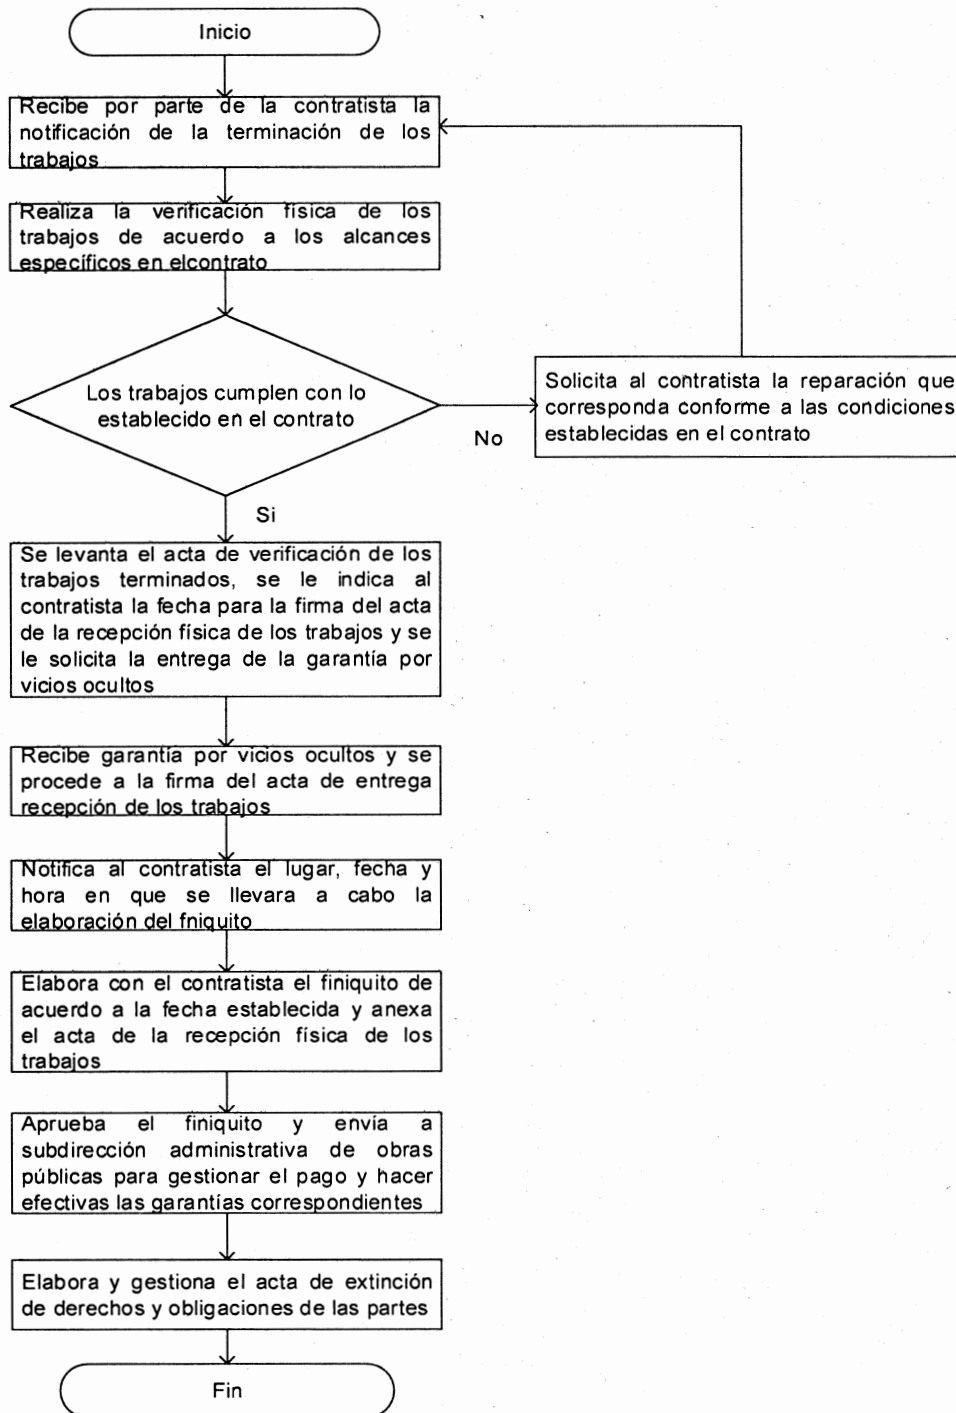 Inicio
Recibe por parte de la contratista la
notificación de la terminación de los
trabajos
Realiza la verificación física de los
trabajos de acuerdo a los alcances
específicos en elcontrato
Los trabajos cumplen con lo
establecido en el contrato
No
Solicita al contratista la reparación que
corresponda conforme a las condiciones
establecidas en el contrato
Si
Se levanta el acta de verificación de los
trabajos terminados, se le indica al
contratista la fecha para la firma del acta
de la recepción física de los trabajos y se
le solicita la entrega de la garantía por
vicios ocultos
Recibe garantía por vicios ocultos y se
procede a la firma del acta de entrega
recepción de los trabajos
Notifica al contratista el lugar, fecha y
hora en que se llevara a cabo la
elaboración del fniquito
Elabora con el contratista el finiquito de
acuerdo a la fecha establecida y anexa
el acta de la recepción física de los
trabajos
Aprueba el finiquito y envía a
subdirección administrativa de obras
públicas para gestionar el pago y hacer
efectivas las garantías correspondientes
Elabora y gestiona el acta de extinción
de derechos y obligaciones de las partes
Fin